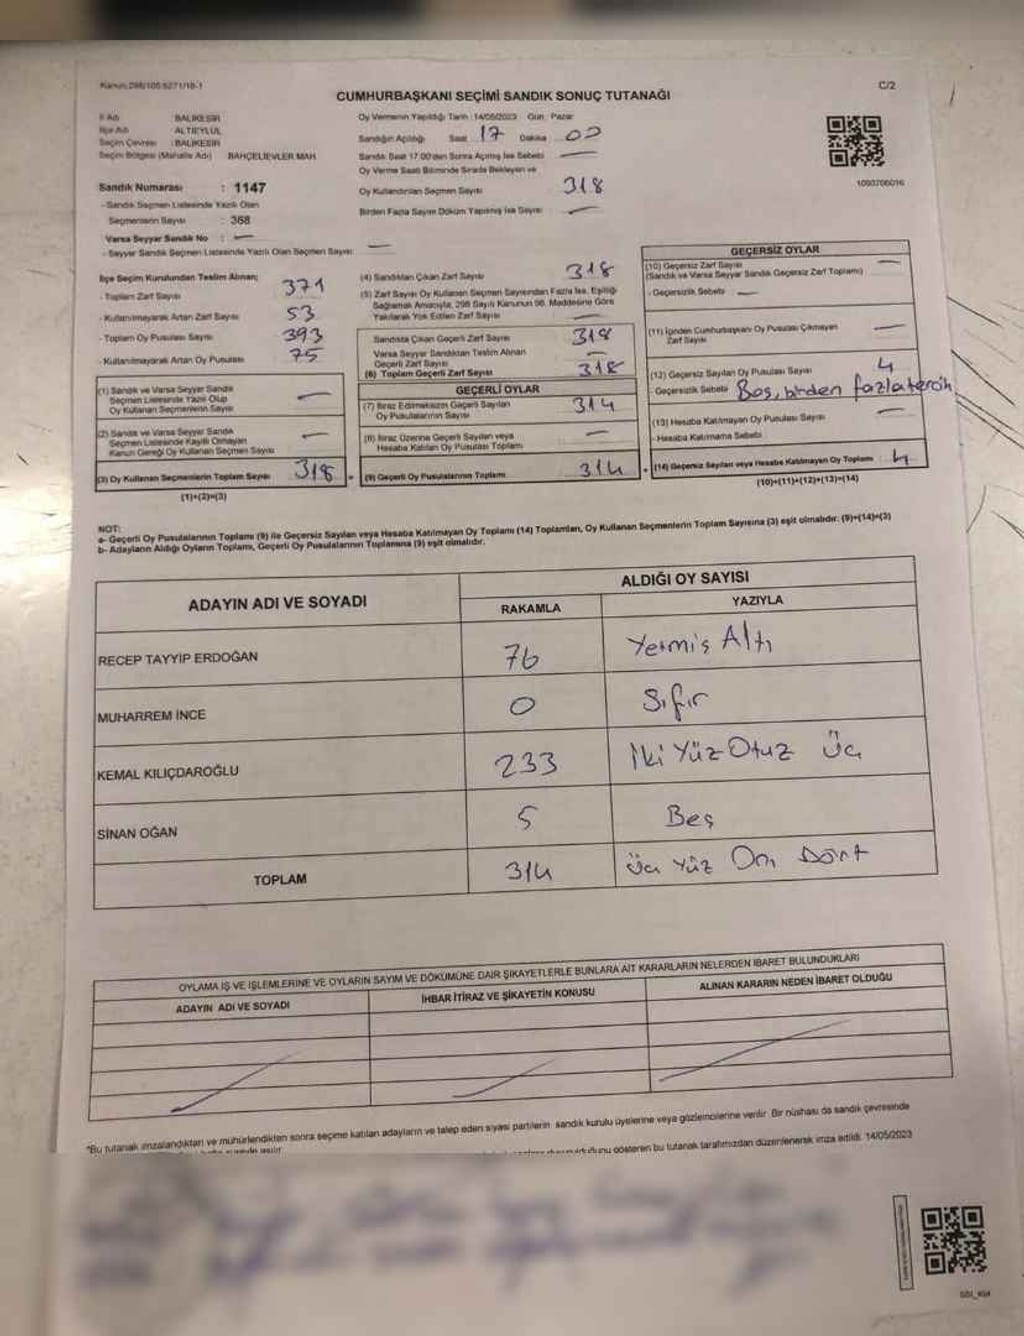 Kanun:298/105 6271/18-1
C/2
CUMHURBAŞKANI SEÇİMİ SANDIK SONUÇ TUTANAĞI
İl Adı BALIKESİR
İlçe Adı ALTIEYLÜL
Seçim Çevresi : BALIKESİR
Seçim Bölgesi (Mahalle Adı) BAHÇELİEVLER MAH.
Sandık Numarası : 1147
- Sandık Seçmen Listesinde Yazılı Olan
Seçmenlerin Sayısı : 368
Varsa Seyyar Sandık No : —
- Seyyar Sandık Seçmen Listesinde Yazılı Olan Seçmen Sayısı —
Oy Vermenin Yapıldığı Tarih : 14/05/2023 Gün : Pazar
Sandığın Açıldığı Saat 17 Dakika 00
Sandık Saat 17.00'den Sonra Açılmış İse Sebebi —
Oy Verme Saati Bitiminde Sırada Bekleyen ve
Oy Kullandırılan Seçmen Sayısı 318
Birden Fazla Sayım Döküm Yapılmış İse Sayısı —
1093706016
İlçe Seçim Kurulundan Teslim Alınan;
- Toplam Zarf Sayısı 371
- Kullanılmayarak Artan Zarf Sayısı 53
- Toplam Oy Pusulası Sayısı 393
- Kullanılmayarak Artan Oy Pusulası 75
(1) Sandık ve Varsa Seyyar Sandık
Seçmen Listesinde Yazılı Olup
Oy Kullanan Seçmenlerin Sayısı —
(2) Sandık ve Varsa Seyyar Sandık
Seçmen Listesinde Kayıtlı Olmayan
Kanun Gereği Oy Kullanan Seçmen Sayısı —
(3) Oy Kullanan Seçmenlerin Toplam Sayısı 318
(1)+(2)=(3)
(4) Sandıktan Çıkan Zarf Sayısı 318
(5) Zarf Sayısı Oy Kullanan Seçmen Sayısından Fazla İse, Eşitliği
Sağlamak Amacıyla, 298 Sayılı Kanunun 98. Maddesine Göre
Yakılarak Yok Edilen Zarf Sayısı —
Sandıkta Çıkan Geçerli Zarf Sayısı 318
Varsa Seyyar Sandıktan Teslim Alınan
Geçerli Zarf Sayısı —
(6) Toplam Geçerli Zarf Sayısı 318
GEÇERLİ OYLAR
(7) İtiraz Edilmeksizin Geçerli Sayılan
Oy Pusulalarının Sayısı 314
(8) İtiraz Üzerine Geçerli Sayılan veya
Hesaba Katılan Oy Pusulası Toplamı —
(9) Geçerli Oy Pusulalarının Toplamı 314
GEÇERSİZ OYLAR
(10) Geçersiz Zarf Sayısı —
(Sandık ve Varsa Seyyar Sandık Geçersiz Zarf Toplamı)
- Geçersizlik Sebebi —
(11) İçinden Cumhurbaşkanı Oy Pusulası Çıkmayan
Zarf Sayısı —
(12) Geçersiz Sayılan Oy Pusulası Sayısı 4
- Geçersizlik Sebebi Boş, birden fazla tercih
(13) Hesaba Katılmayan Oy Pusulası Sayısı —
- Hesaba Katılmama Sebebi
(14) Geçersiz Sayılan veya Hesaba Katılmayan Oy Toplamı 4
(10)+(11)+(12)+(13)=(14)
NOT:
a- Geçerli Oy Pusulalarının Toplamı (9) ile Geçersiz Sayılan veya Hesaba Katılmayan Oy Toplamı (14) Toplamları, Oy Kullanan Seçmenlerin Toplam Sayısına (3) eşit olmalıdır. (9)+(14)=(3)
b- Adayların Aldığı Oyların Toplamı, Geçerli Oy Pusulalarının Toplamına (9) eşit olmalıdır.
ADAYIN ADI VE SOYADI
ALDIĞI OY SAYISI
RAKAMLA YAZIYLA
RECEP TAYYİP ERDOĞAN 76 Yetmiş Altı
MUHARREM İNCE 0 Sıfır
KEMAL KILIÇDAROĞLU 233 İki Yüz Otuz Üç
SİNAN OĞAN 5 Beş
TOPLAM 314 Üç Yüz On Dört
OYLAMA İŞ VE İŞLEMLERİNE VE OYLARIN SAYIM VE DÖKÜMÜNE DAİR ŞİKAYETLERLE BUNLARA AİT KARARLARIN NELERDEN İBARET BULUNDUKLARI
ADAYIN ADI VE SOYADI İHBAR İTİRAZ VE ŞİKAYETİN KONUSU ALINAN KARARIN NEDEN İBARET OLDUĞU
*Bu tutanak imzalandıktan ve mühürlendikten sonra seçime katılan adayların ve talep eden siyasi partilerin sandık kurulu üyelerine veya gözlemcilerine verilir. Bir nüshası da sandık çevresinde
gösteren bu tutanak tarafımızdan düzenlenerek imza edildi. 14/05/2023